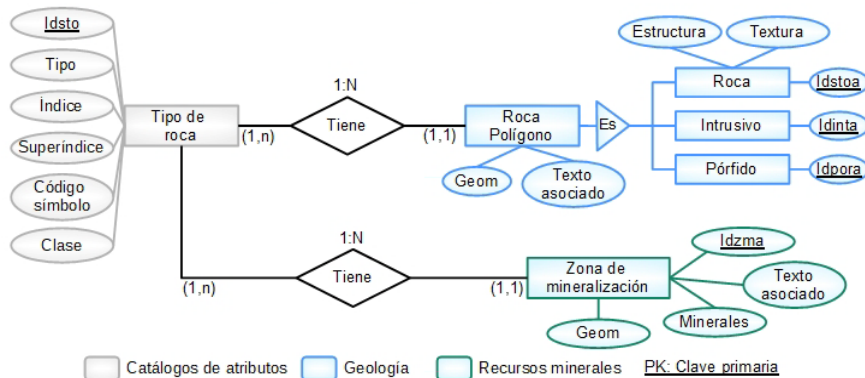 Idsto
Tipo
Índice
Superíndice
Código
símbolo
Clase
Tipo de
roca
(1,n)
1:N
Tiene
(1,1)
Roca
Polígono
Geom
Texto
asociado
Es
Estructura
Textura
Roca
Idstoa
Intrusivo
Idinta
Pórfido
Idpora
(1,n)
1:N
Tiene
(1,1)
Zona de
mineralización
Idzma
Texto
asociado
Minerales
Geom
Catálogos de atributos
Geología
Recursos minerales
PK: Clave primaria